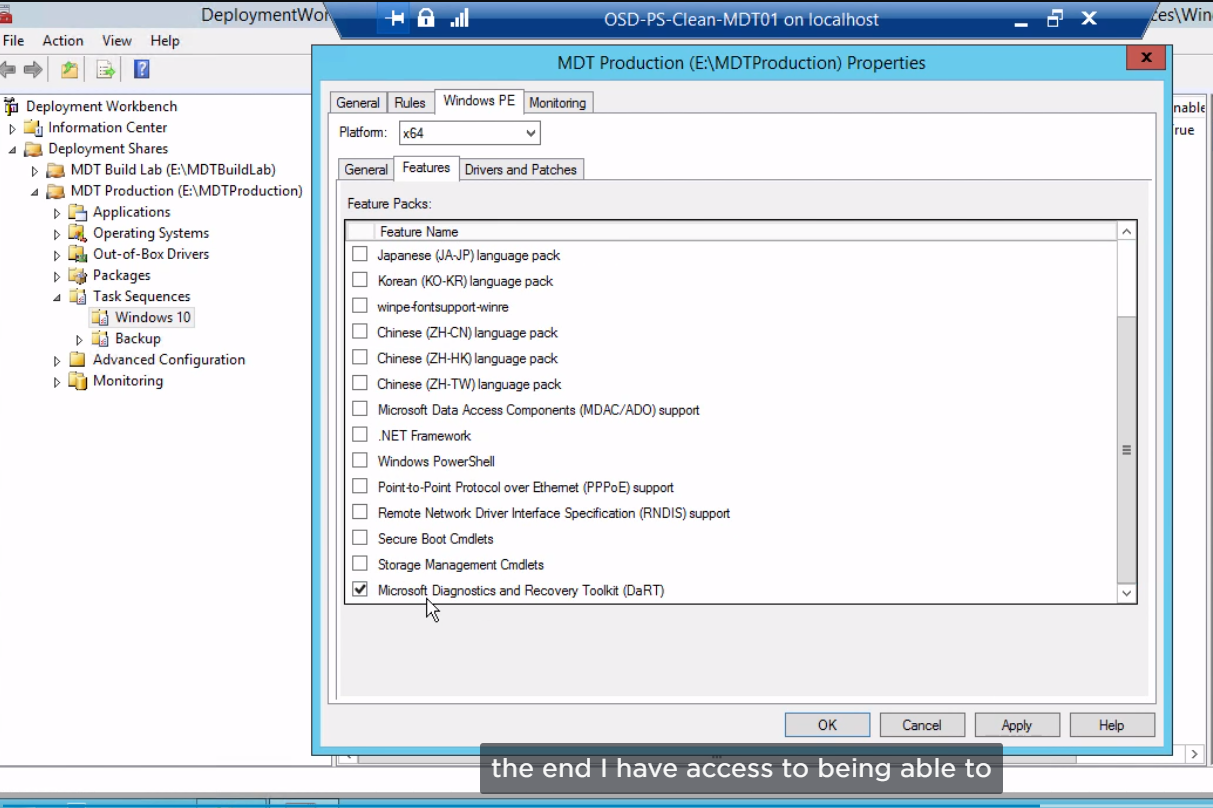 DeploymentWor
OSD-PS-Clean-MDT01 on localhost
ces\Win
File Action View Help
MDT Production (E:\MDTProduction) Properties
Deployment Workbench
Information Center
Deployment Shares
MDT Build Lab (E:\MDTBuildLab)
MDT Production (E:\MDTProduction)
Applications
Operating Systems
Out-of-Box Drivers
Packages
Task Sequences
Windows 10
Backup
Advanced Configuration
Monitoring
General Rules Windows PE Monitoring
Platform: x64
General Features Drivers and Patches
Feature Packs:
Feature Name
Japanese (JA-JP) language pack
Korean (KO-KR) language pack
winpe-fontsupport-winre
Chinese (ZH-CN) language pack
Chinese (ZH-HK) language pack
Chinese (ZH-TW) language pack
Microsoft Data Access Components (MDAC/ADO) support
.NET Framework
Windows PowerShell
Point-to-Point Protocol over Ethernet (PPPoE) support
Remote Network Driver Interface Specification (RNDIS) support
Secure Boot Cmdlets
Storage Management Cmdlets
Microsoft Diagnostics and Recovery Toolkit (DaRT)
nable
rue
OK Cancel Apply Help
the end I have access to being able to